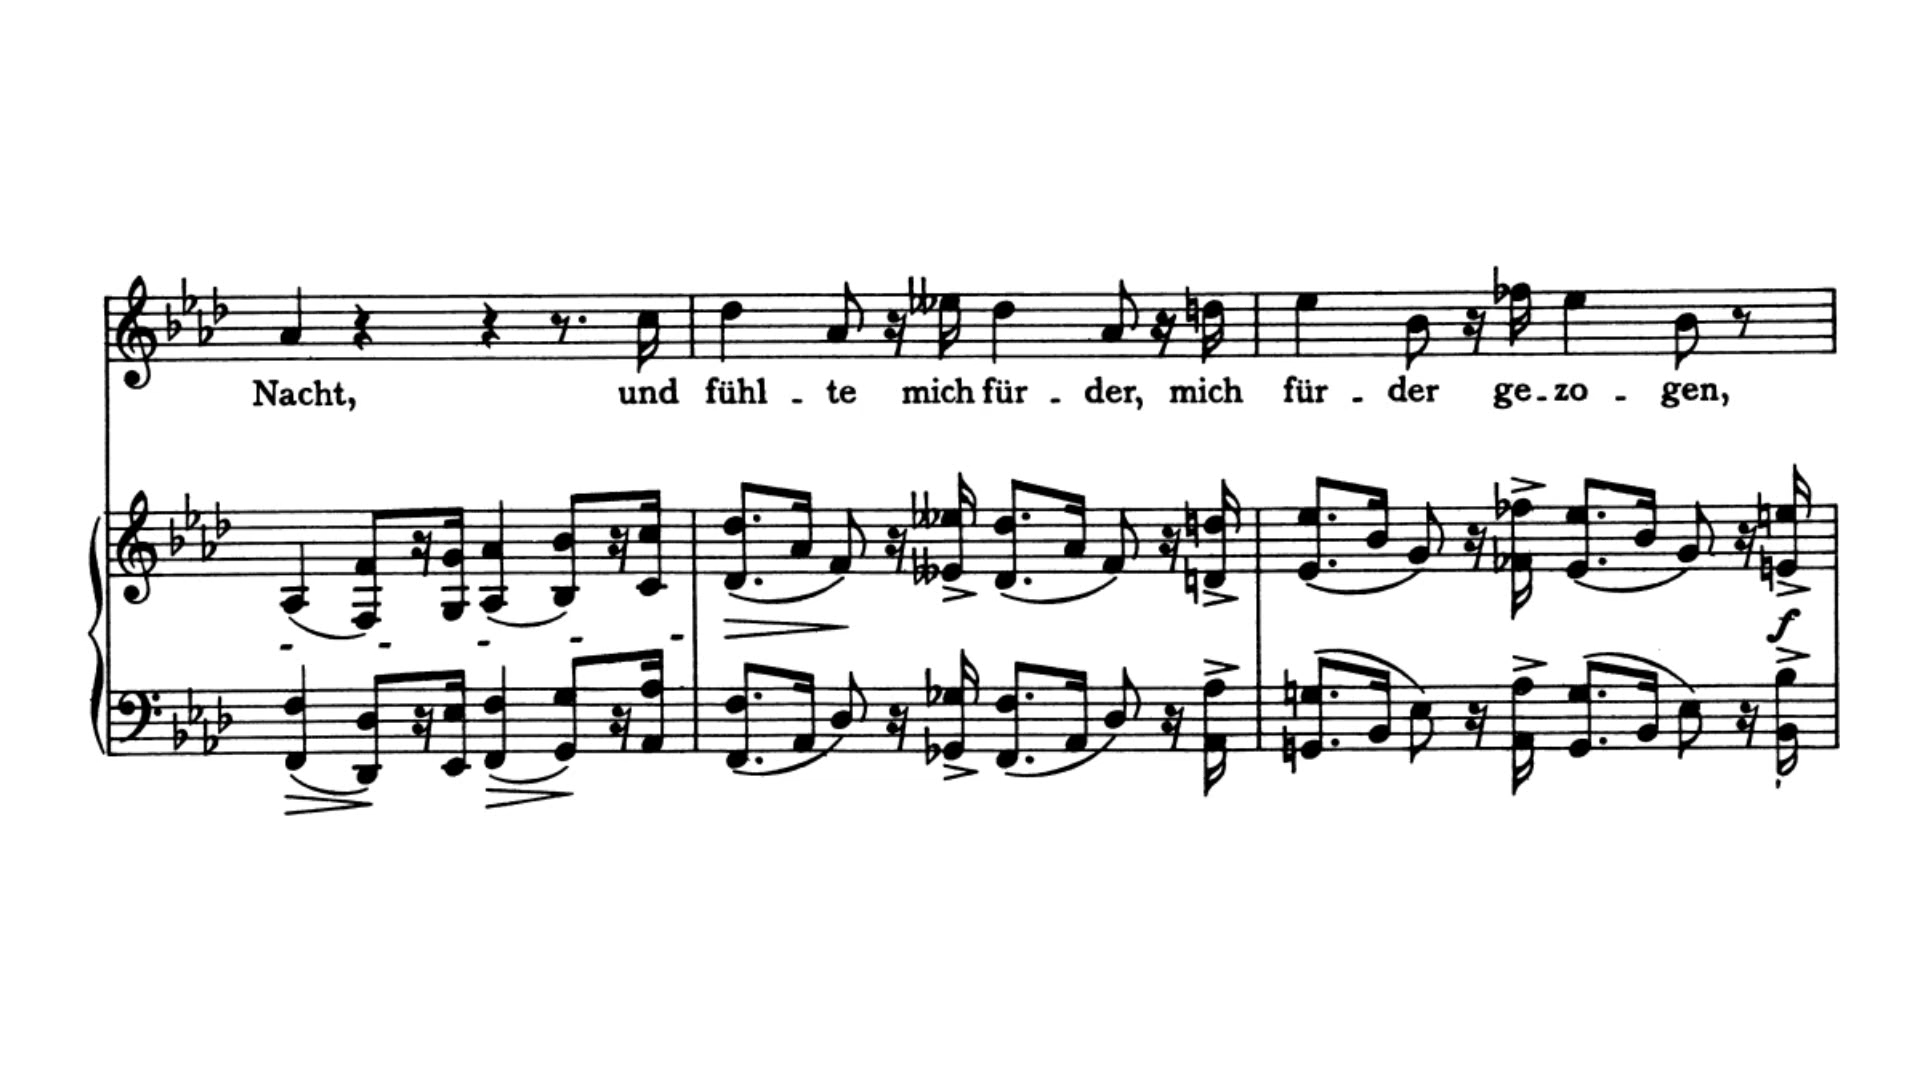 Nacht, und fühl - te mich für - der, mich für - der ge - zo - gen,
f